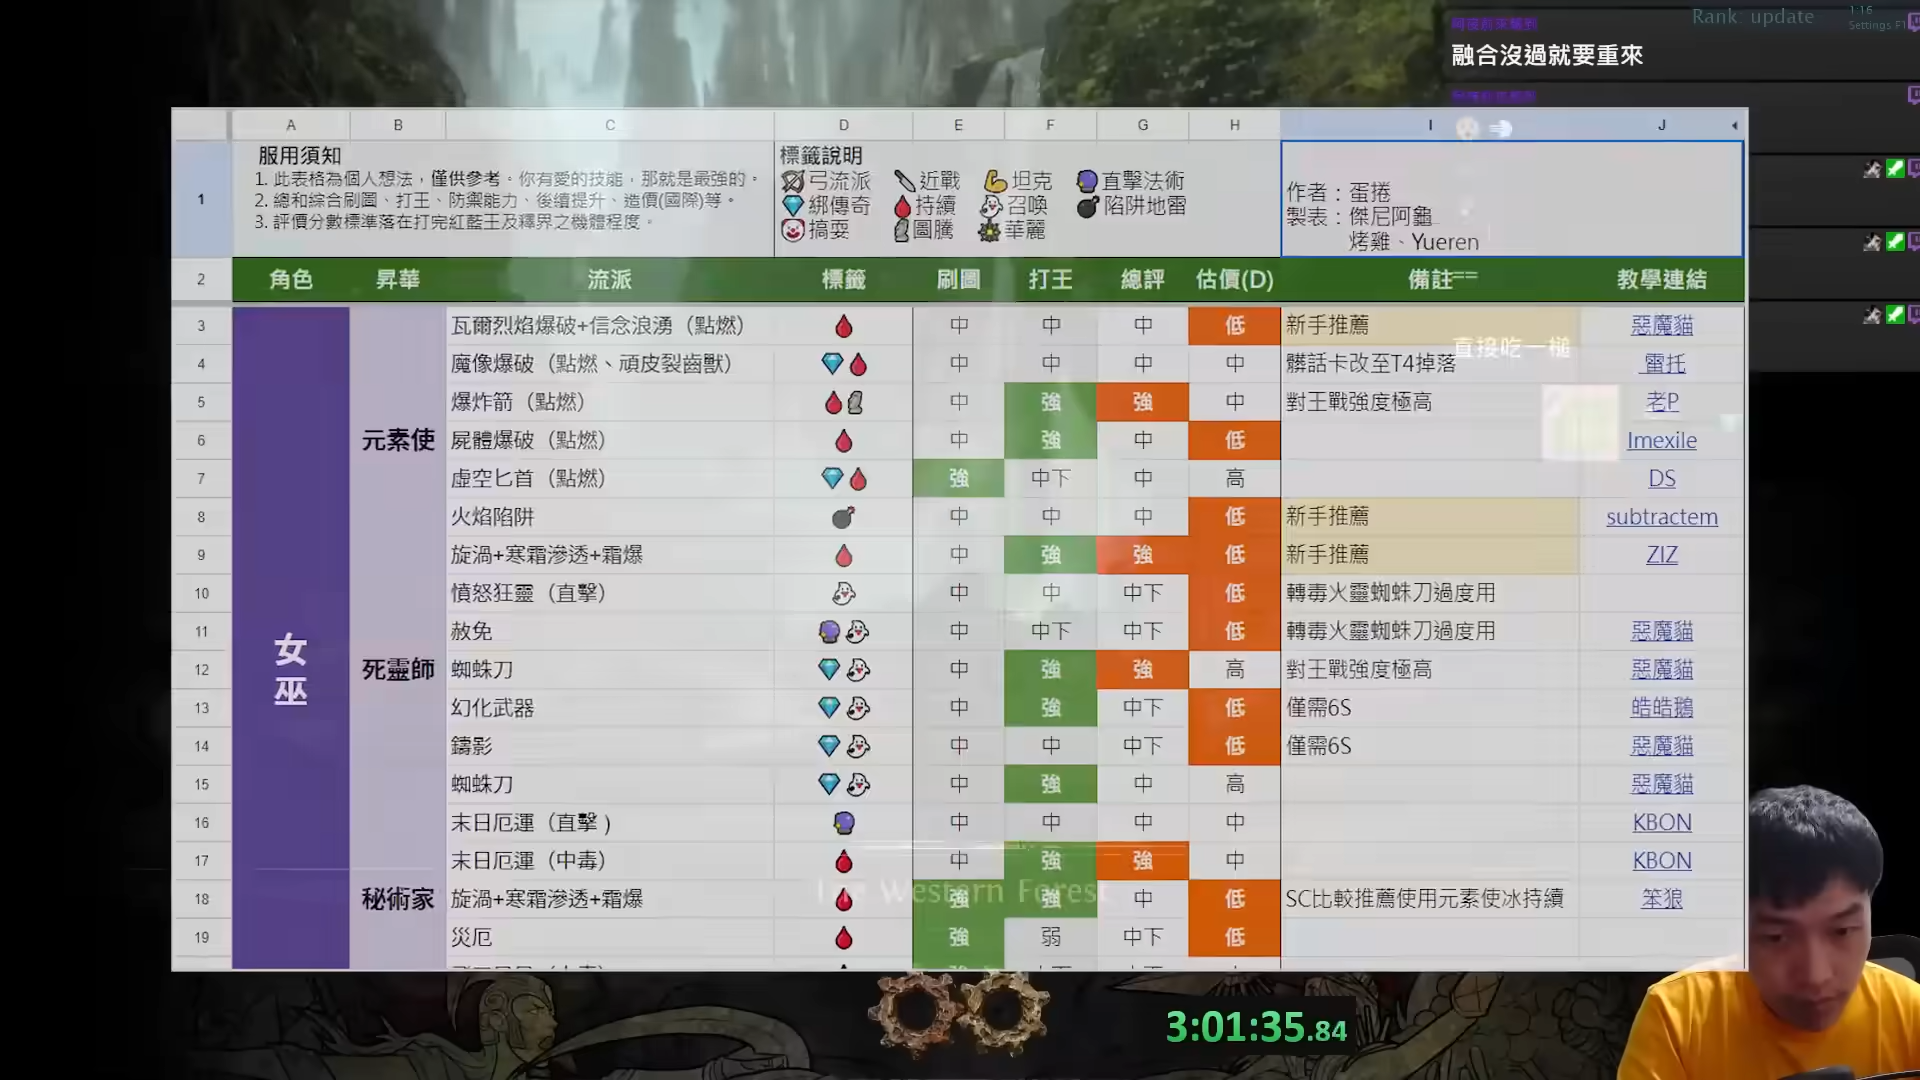 Rank: update
1:16
Settings F1
融合沒過就要重來
A B C D E F G H I J
1
服用須知
1. 此表格為個人想法，僅供參考。你有愛的技能，那就是最強的。
2. 總和綜合刷圖、打王、防禦能力、後續提升、造價(國際)等。
3. 評價分數標準落在打完紅藍王及釋界之機體程度。
標籤說明
弓流派 近戰 坦克 直擊法術
綁傳奇 持續 召喚 陷阱地雷
搞耍 圖騰 華麗
作者：蛋捲
製表：傑尼阿龜
烤雞、Yueren
2 角色 昇華 流派 標籤 刷圖 打王 總評 估價(D) 備註 == 教學連結
女巫
元素使
3 瓦爾烈焰爆破+信念浪湧（點燃） 中 中 中 低 新手推薦 惡魔貓
直接吃一槌
4 魔像爆破（點燃、頑皮裂齒獸） 中 中 中 中 髒話卡改至T4掉落 雷托
5 爆炸箭（點燃） 中 強 強 中 對王戰強度極高 老P
6 屍體爆破（點燃） 中 強 中 低 Imexile
7 虛空匕首（點燃） 強 中下 中 高 DS
8 火焰陷阱 中 中 中 低 新手推薦 subtractem
9 旋渦+寒霜滲透+霜爆 中 強 強 低 新手推薦 ZIZ
死靈師
10 憤怒狂靈（直擊） 中 中 中下 低 轉毒火靈蜘蛛刀過度用
11 赦免 中 中下 中下 低 轉毒火靈蜘蛛刀過度用 惡魔貓
12 蜘蛛刀 中 強 強 高 對王戰強度極高 惡魔貓
13 幻化武器 中 強 中下 低 僅需6S 皓皓鵝
14 鑄影 中 中 中下 低 僅需6S 惡魔貓
15 蜘蛛刀 中 強 中 高 惡魔貓
秘術家
16 末日厄運（直擊 ) 中 中 中 中 KBON
17 末日厄運（中毒） 中 強 強 中 KBON
The Western Forest
18 旋渦+寒霜滲透+霜爆 強 強 中 低 SC比較推薦使用元素使冰持續 笨狼
19 災厄 強 弱 中下 低
3:01:35.84